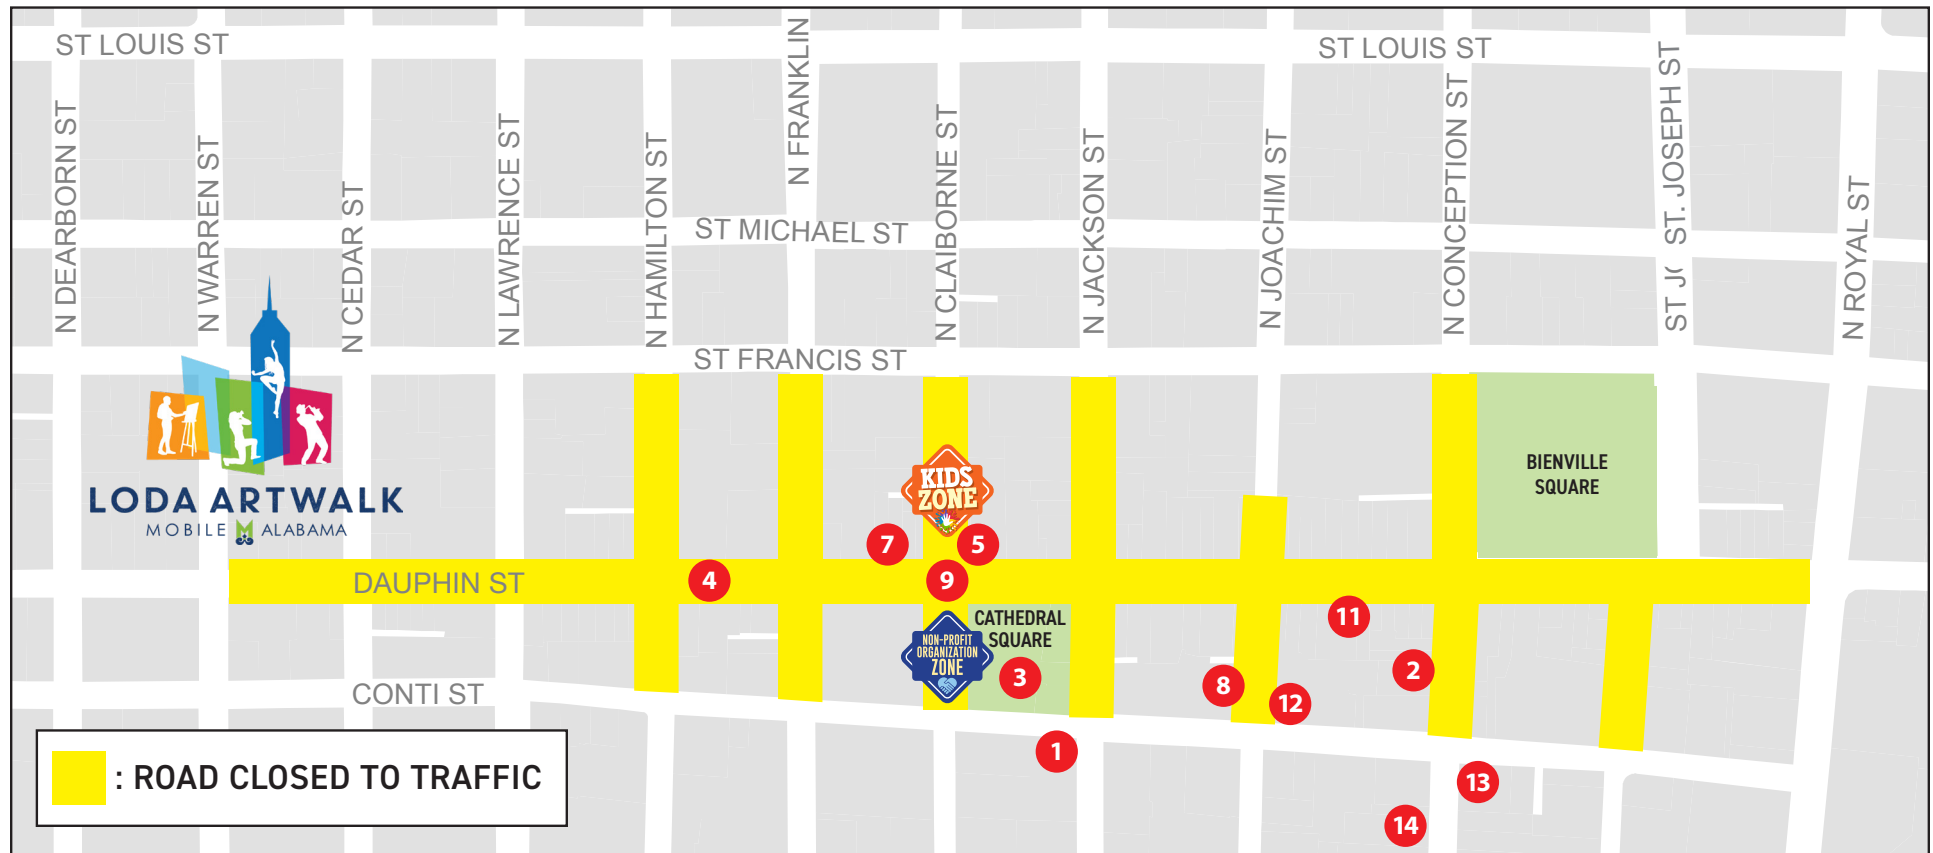 ST LOUIS ST
ST LOUIS ST
N DEARBORN ST
N WARREN ST
N CEDAR ST
N LAWRENCE ST
N HAMILTON ST
N FRANKLIN
N CLAIBORNE ST
N JACKSON ST
N JOACHIM ST
N CONCEPTION ST
ST. JOSEPH ST
ST J
N ROYAL ST
ST MICHAEL ST
ST FRANCIS ST
LODA ARTWALK
MOBILE ALABAMA
KIDS
ZONE
BIENVILLE
SQUARE
7
5
DAUPHIN ST
4
9
CATHEDRAL
SQUARE
NON-PROFIT
ORGANIZATION
ZONE
3
11
2
8
12
CONTI ST
1
13
14
: ROAD CLOSED TO TRAFFIC